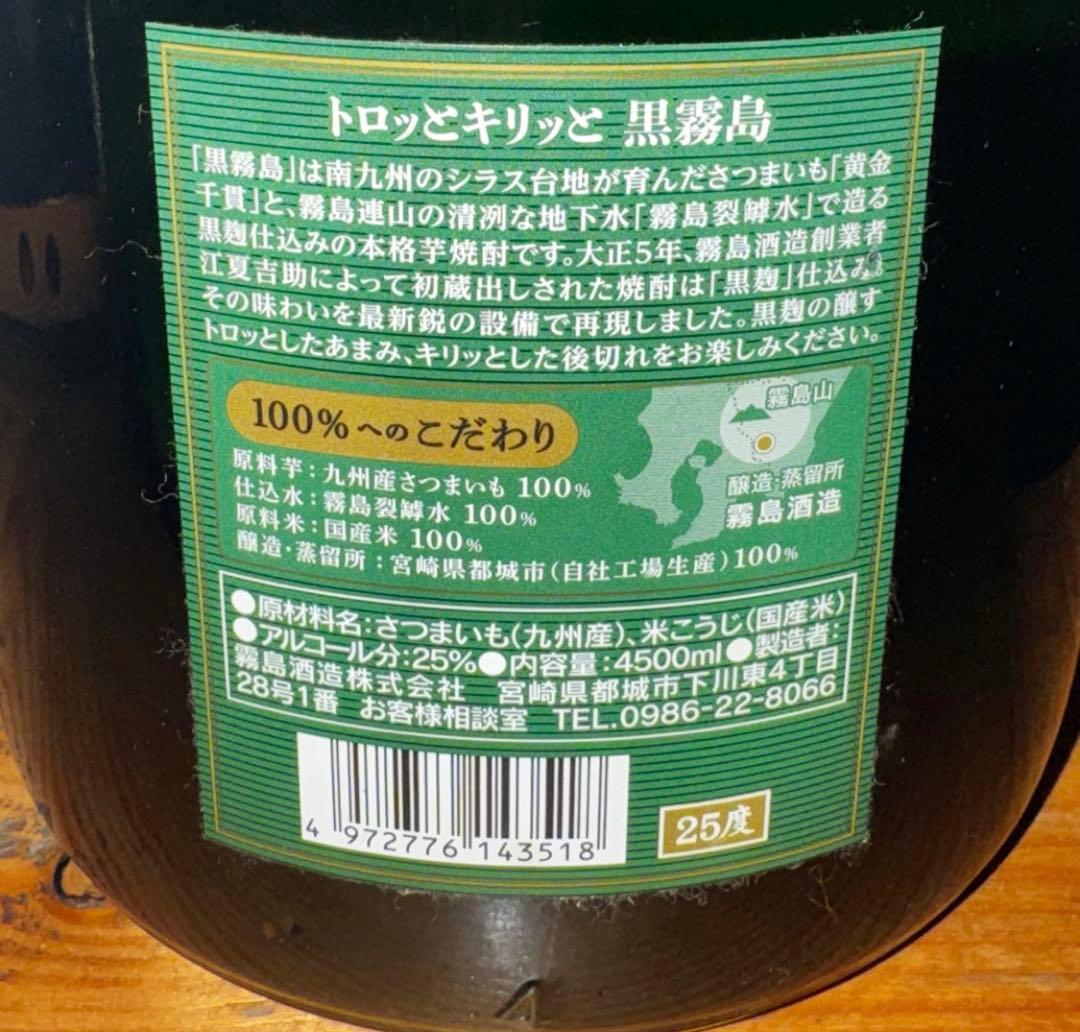 トロッとキリッと 黒霧島
「黒霧島」は南九州のシラス台地が育んださつまいも「黄金
千貫」と、霧島連山の清冽な地下水「霧島裂罅水」で造る
黒麹仕込みの本格芋焼酎です。大正5年、霧島酒造創業者
江夏吉助によって初蔵出しされた焼酎は「黒麹」仕込み。
その味わいを最新鋭の設備で再現しました。黒麹の醸す
トロッとしたあまみ、キリッとした後切れをお楽しみください。
100%へのこだわり
原料芋：九州産さつまいも 100%
仕込水：霧島裂罅水 100%
原料米：国産米 100%
醸造・蒸留所：宮崎県都城市（自社工場生産）100%
霧島山
醸造・蒸留所
霧島酒造
●原材料名：さつまいも（九州産）、米こうじ（国産米）
●アルコール分：25%●内容量：4500ml●製造者：
霧島酒造株式会社　宮崎県都城市下川東4丁目
28号1番　お客様相談室　TEL.0986-22-8066
4 972776 143518
25度